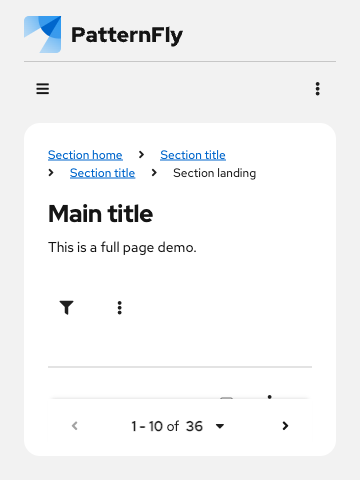 PatternFly
Section home Section title
Section title Section landing
Main title
This is a full page demo.
1 - 10 of 36